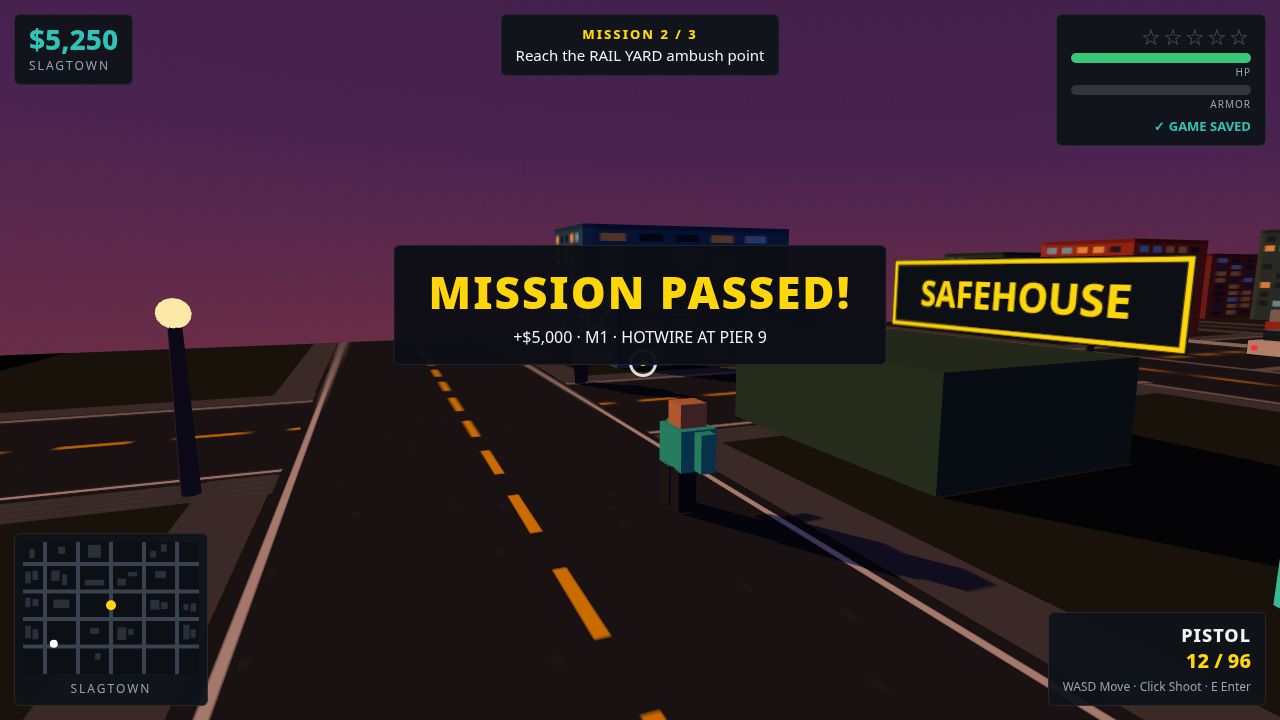 $5,250
SLAGTOWN
MISSION 2 / 3
Reach the RAIL YARD ambush point
☆☆☆☆☆
HP
ARMOR
✓ GAME SAVED
MISSION PASSED!
+$5,000 · M1 · HOTWIRE AT PIER 9
SAFEHOUSE
SLAGTOWN
PISTOL
12 / 96
WASD Move · Click Shoot · E Enter